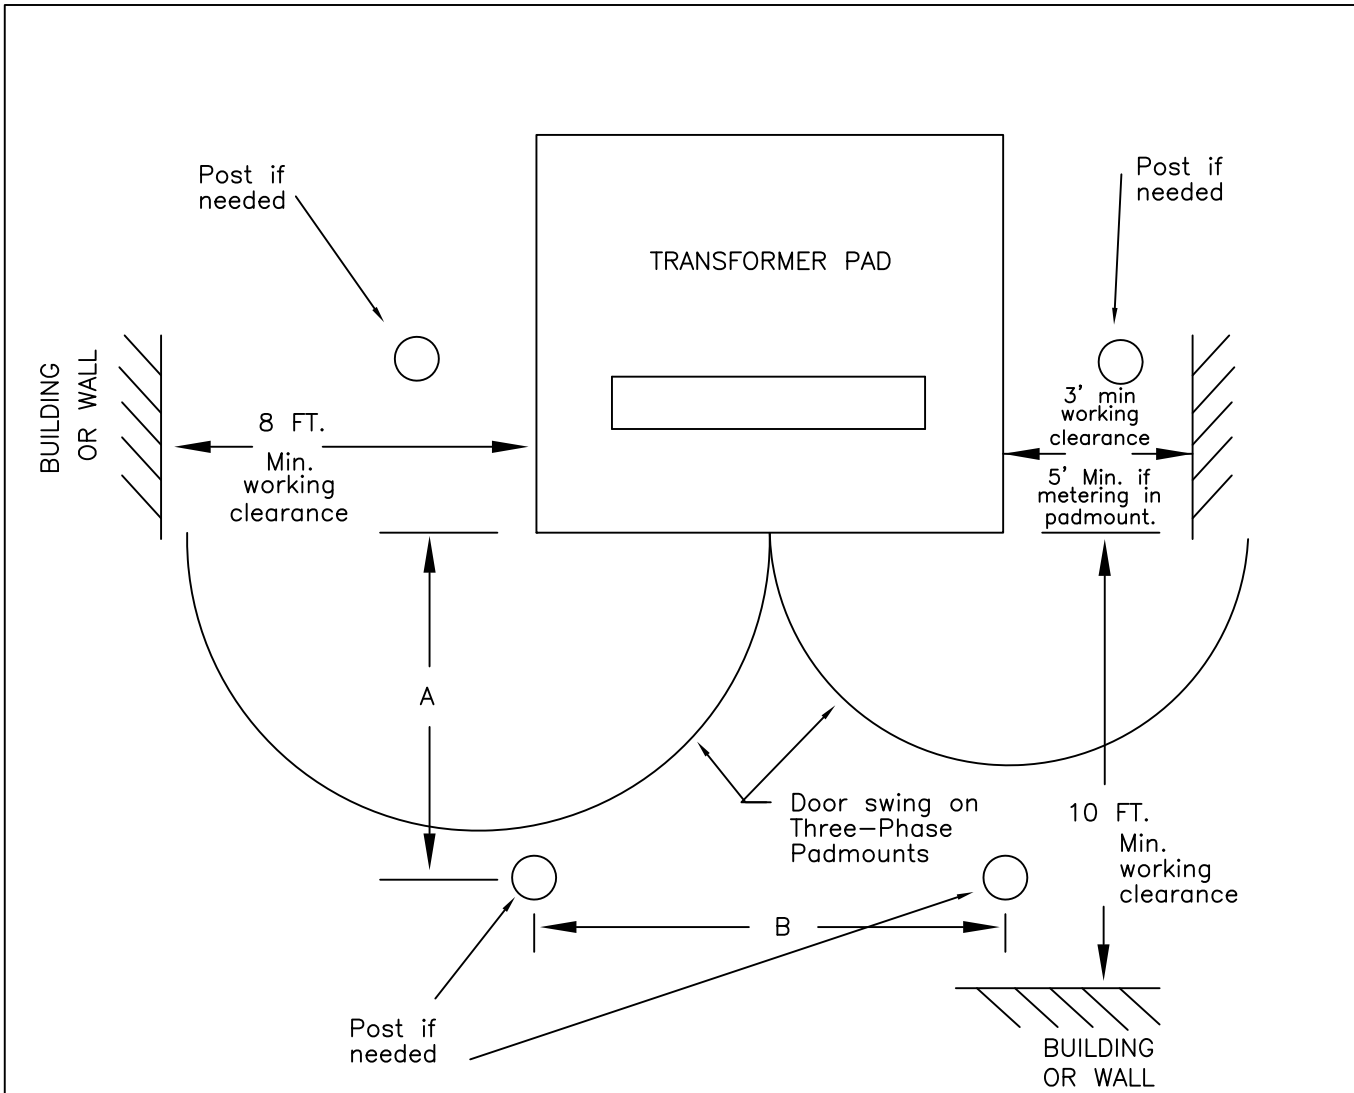 Post if
needed
Post if
needed
TRANSFORMER PAD
BUILDING
OR WALL
8 FT.
Min.
working
clearance
3' min
working
clearance
5' Min. if
metering in
padmount.
A
Door swing on
Three-Phase
Padmounts
10 FT.
Min.
working
clearance
B
Post if
needed
BUILDING
OR WALL